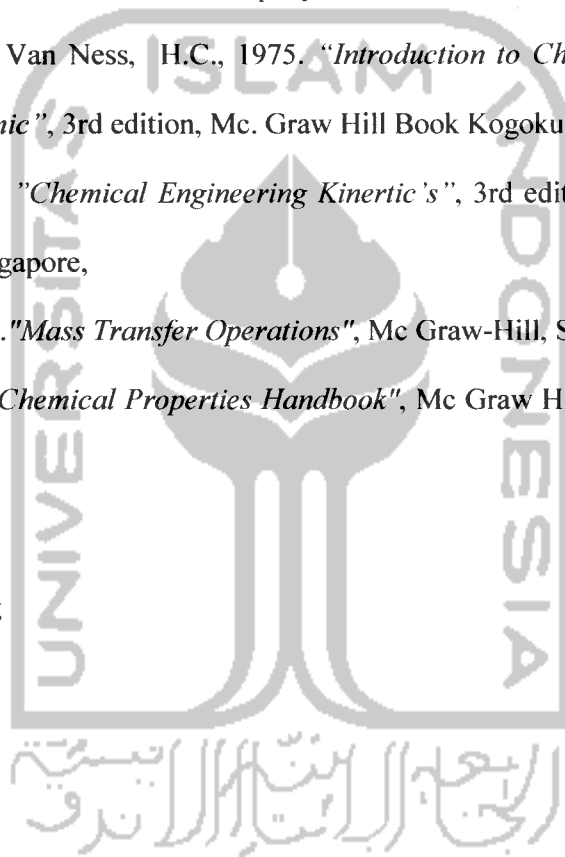 Van Ness, H.C., 1975. “Introduction to Ch
nic”, 3rd edition, Mc. Graw Hill Book Kogoku
”Chemical Engineering Kinertic's”, 3rd edit
gapore,
."Mass Transfer Operations", Mc Graw-Hill, S
Chemical Properties Handbook", Mc Graw H
ISLAM
UNIVERSITAS
INDONESIA